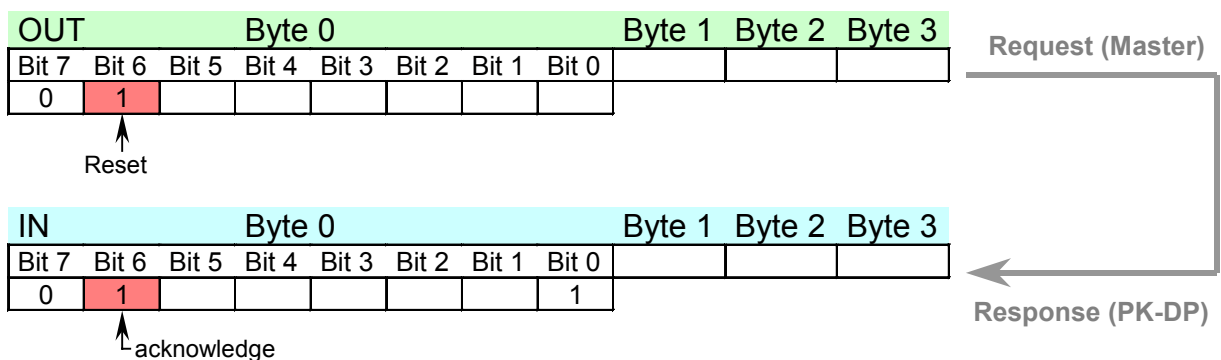 OUT Byte 0 Byte 1 Byte 2 Byte 3
Request (Master)
Bit 7 Bit 6 Bit 5 Bit 4 Bit 3 Bit 2 Bit 1 Bit 0
0 1
Reset
IN Byte 0 Byte 1 Byte 2 Byte 3
Bit 7 Bit 6 Bit 5 Bit 4 Bit 3 Bit 2 Bit 1 Bit 0
0 1 1
Response (PK-DP)
acknowledge